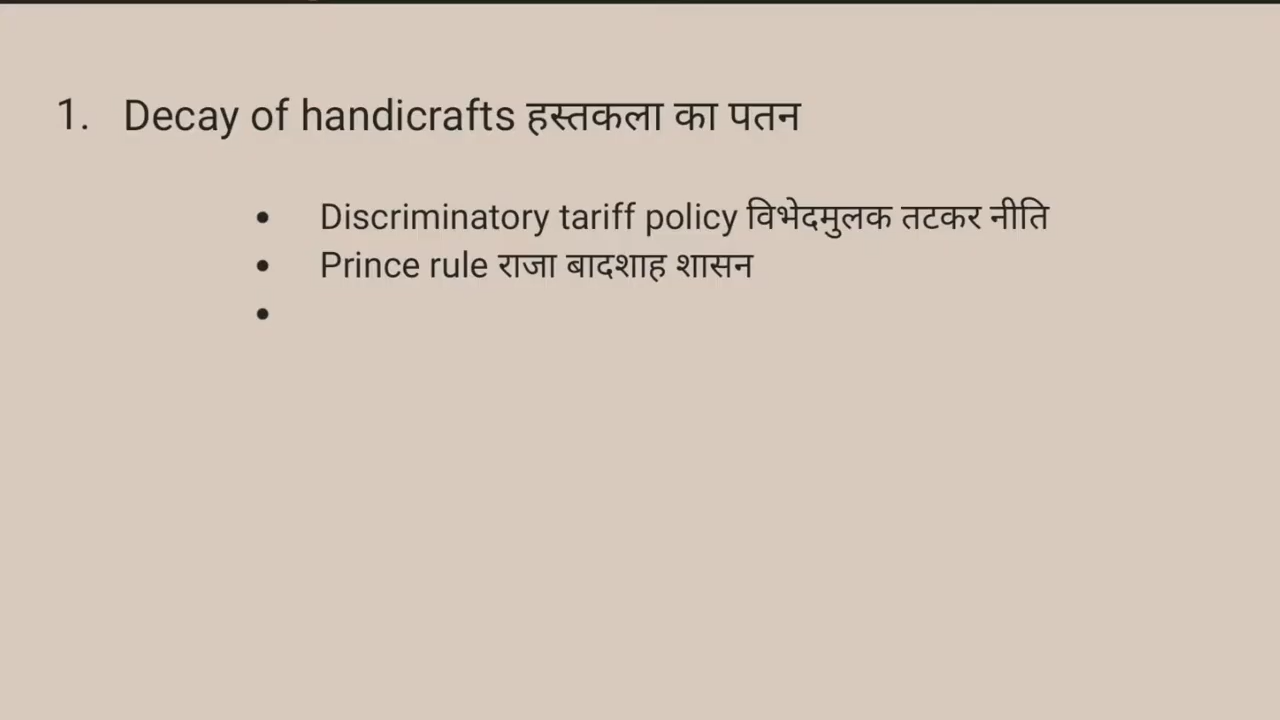 1. Decay of handicrafts हस्तकला का पतन
• Discriminatory tariff policy विभेदमुलक तटकर नीति
• Prince rule राजा बादशाह शासन
•